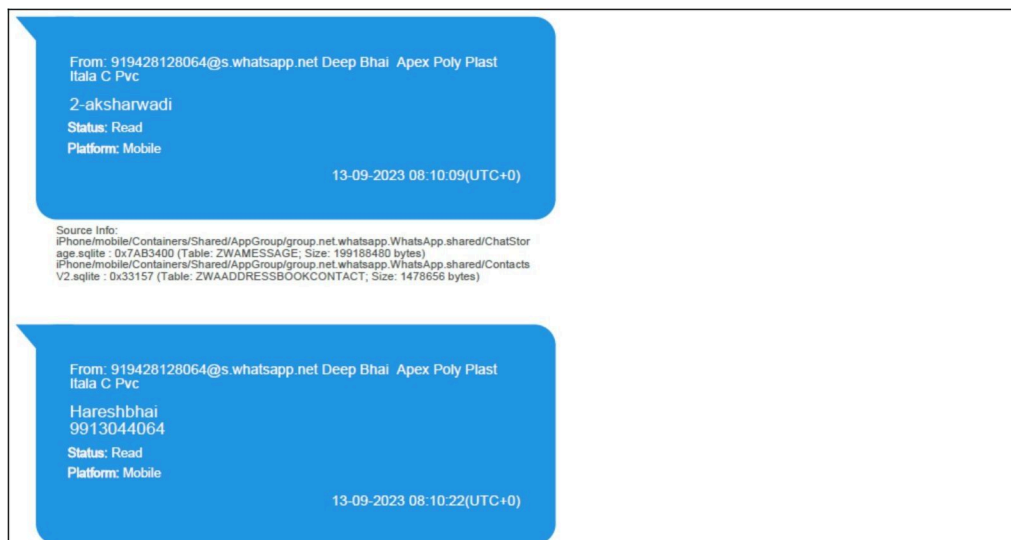 From: 919428128064@s.whatsapp.net Deep Bhai  Apex Poly Plast
Itala C Pvc
2-aksharwadi
Status: Read
Platform: Mobile
13-09-2023 08:10:09(UTC+0)
Source Info:
iPhone/mobile/Containers/Shared/AppGroup/group.net.whatsapp.WhatsApp.shared/ChatStor
age.sqlite : 0x7AB3400 (Table: ZWAMESSAGE; Size: 199188480 bytes)
iPhone/mobile/Containers/Shared/AppGroup/group.net.whatsapp.WhatsApp.shared/Contacts
V2.sqlite : 0x33157 (Table: ZWAADDRESSBOOKCONTACT; Size: 1478656 bytes)
From: 919428128064@s.whatsapp.net Deep Bhai  Apex Poly Plast
Itala C Pvc
Hareshbhai
9913044064
Status: Read
Platform: Mobile
13-09-2023 08:10:22(UTC+0)